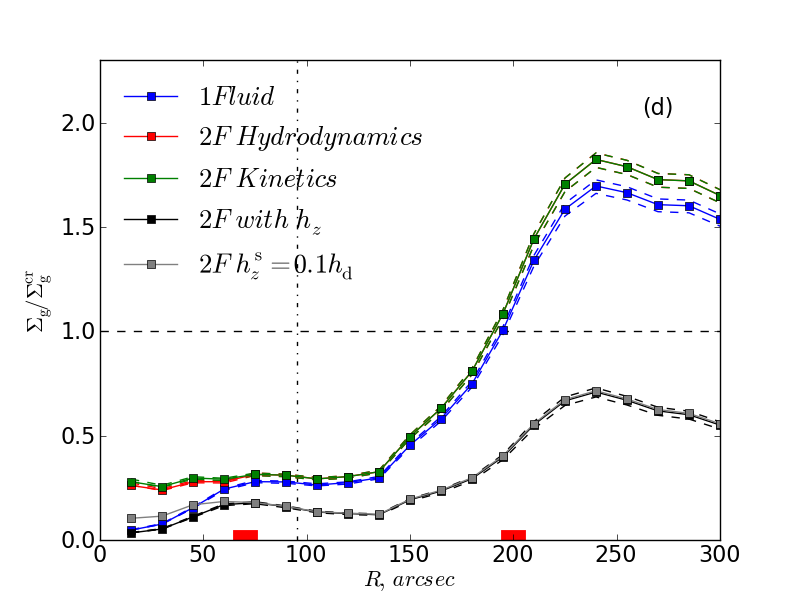 (d)
1Fluid
2F Hydrodynamics
2F Kinetics
2F with h_z
2F h_z^s = 0.1h_d
Σ_g/Σ_g^cr
2.0
1.5
1.0
0.5
0.0
0 50 100 150 200 250 300
R, arcsec